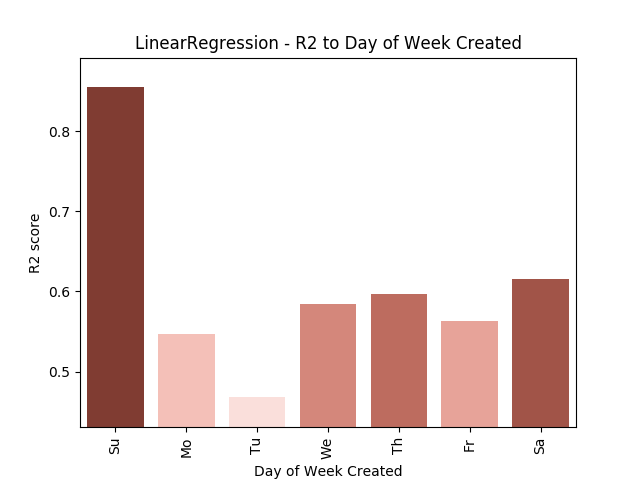 LinearRegression - R2 to Day of Week Created
R2 score
0.8
0.7
0.6
0.5
Su
Mo
Tu
We
Th
Fr
Sa
Day of Week Created